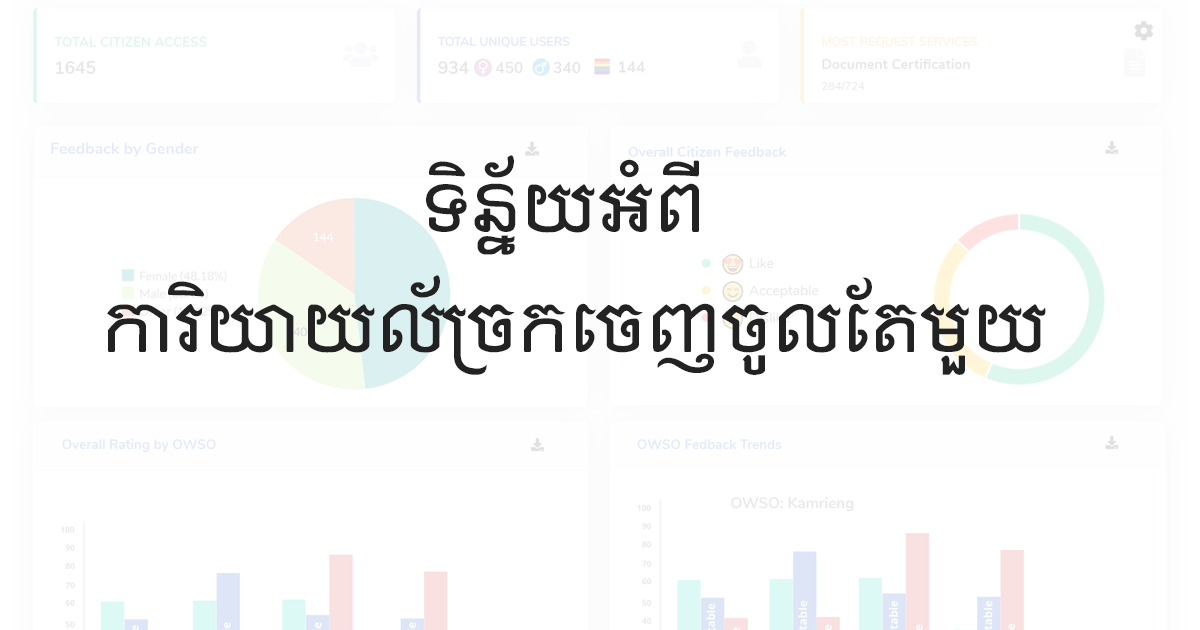 TOTAL CITIZEN ACCESS
1645
TOTAL UNIQUE USERS
934 450 340 144
MOST REQUEST SERVICES
Document Certification
284/724
Feedback by Gender
Overall Citizen Feedback
ទិន្ន័យអំពី
ការិយាយល័ច្រកចេញចូលតែមួយ
144
Female (48,18%)
Male
40
Like
Acceptable
Overall Rating by OWSO
OWSO Fedback Trends
OWSO: Kamrieng
100
90
80
70
60
50
100
90
80
70
60
50
40